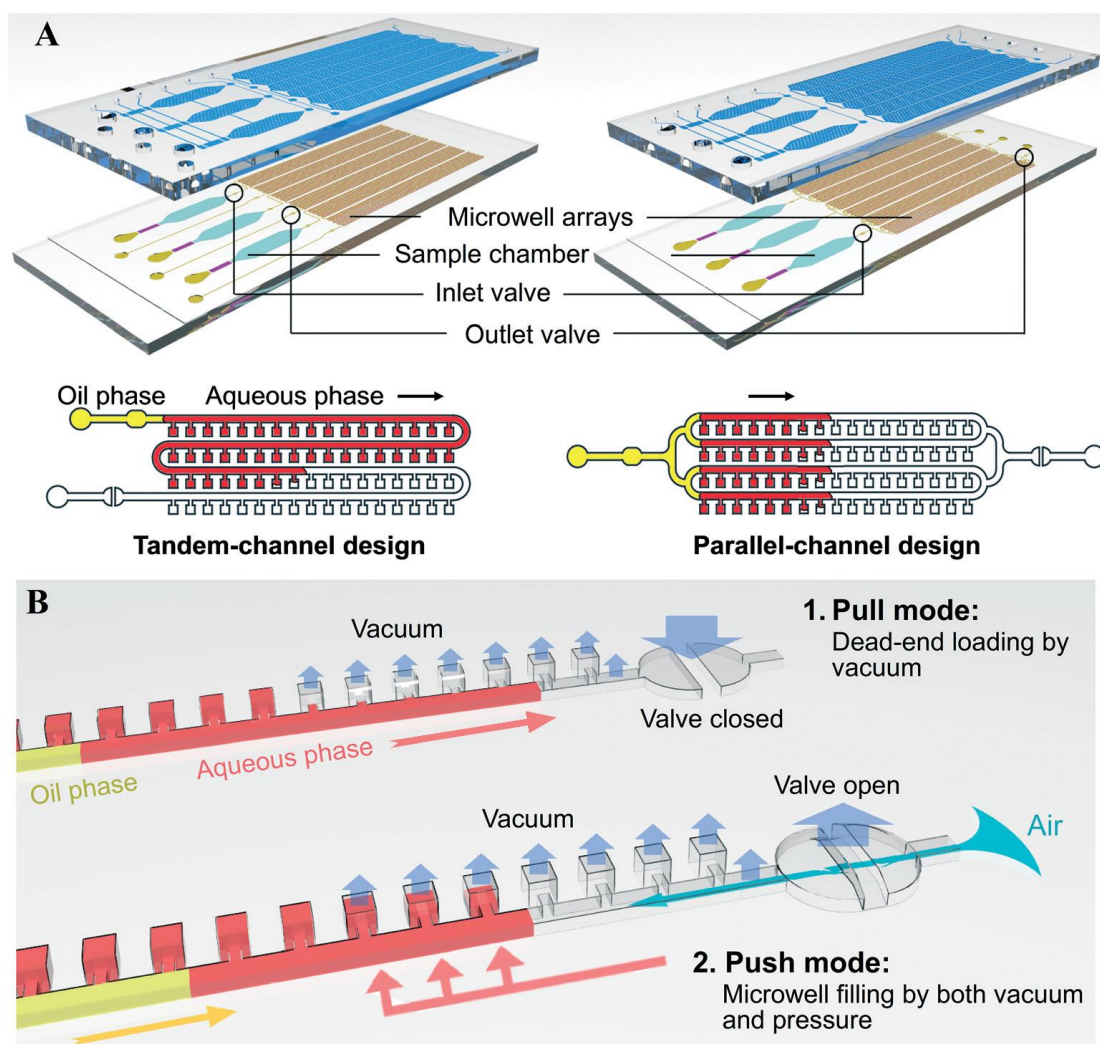 A
Microwell arrays
Sample chamber
Inlet valve
Outlet valve
Oil phase
Aqueous phase
Tandem-channel design
Parallel-channel design
B
1. Pull mode:
Dead-end loading by
vacuum
Vacuum
Valve closed
Aqueous phase
Oil phase
Valve open
Vacuum
Air
2. Push mode:
Microwell filling by both vacuum
and pressure